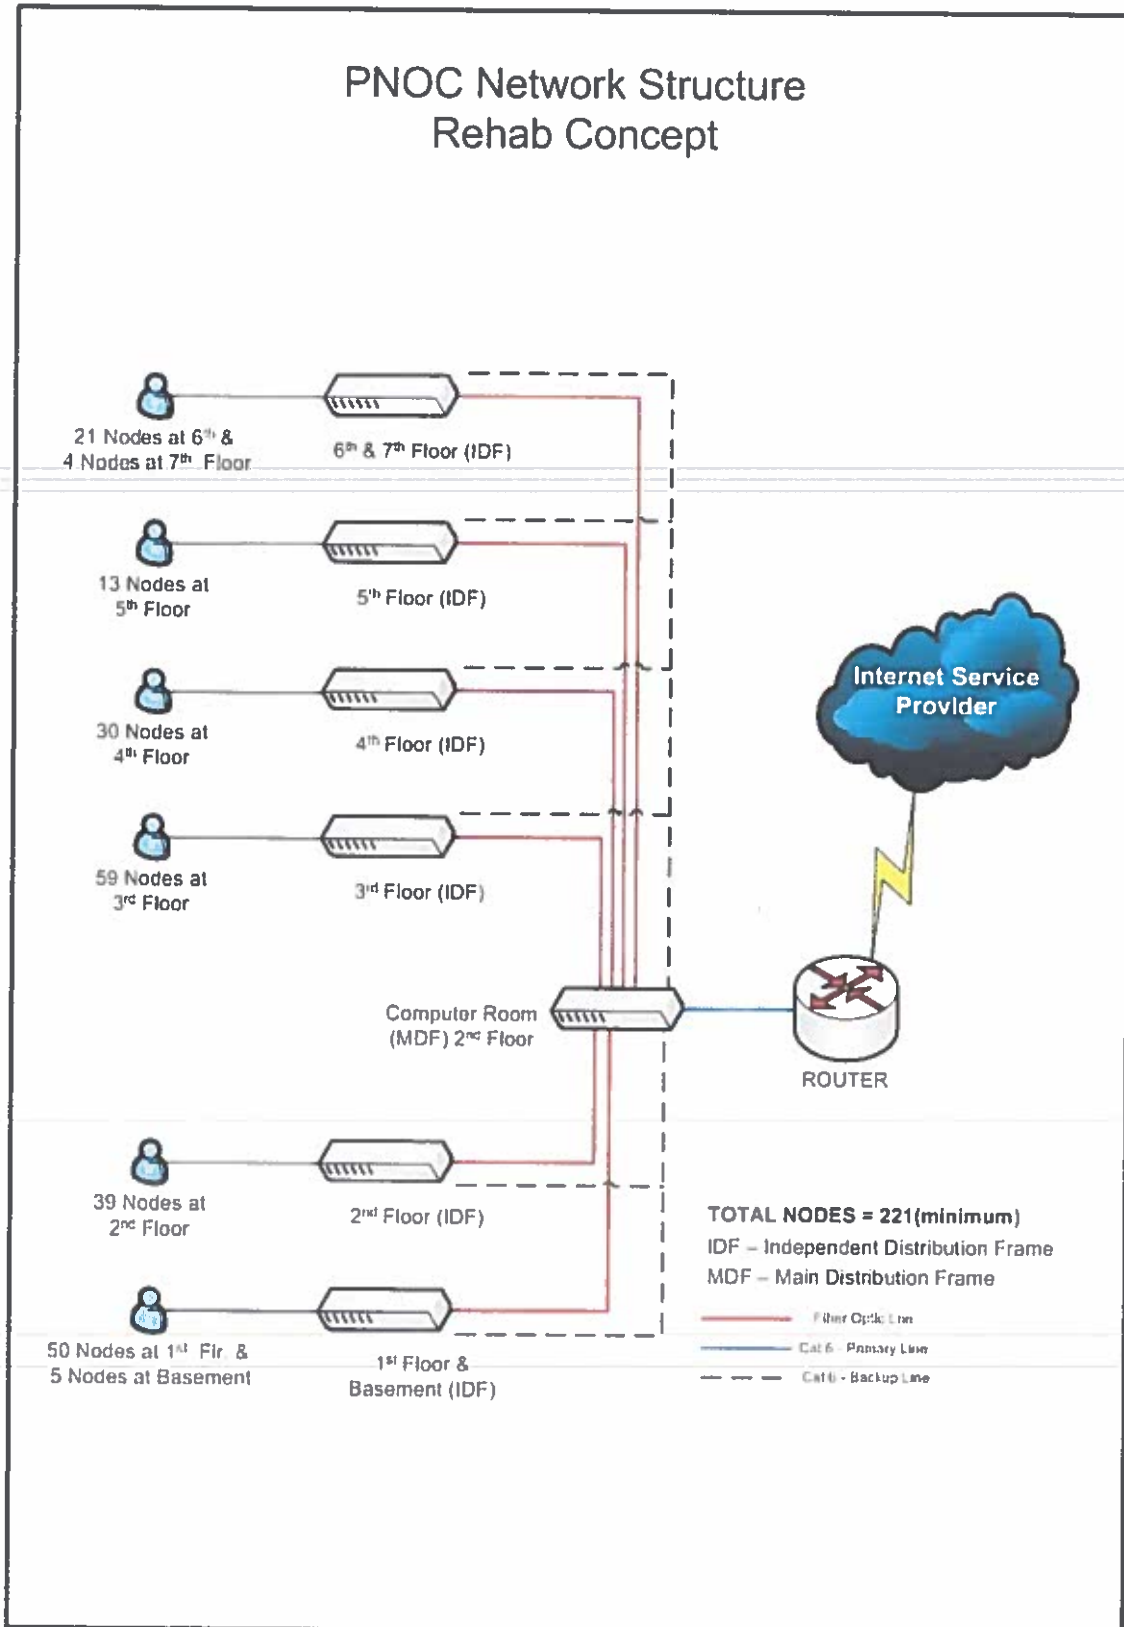 PNOC Network Structure
Rehab Concept
21 Nodes at 6th &
4 Nodes at 7th Floor
6th & 7th Floor (IDF)
13 Nodes at
5th Floor
5th Floor (IDF)
30 Nodes at
4th Floor
4th Floor (IDF)
59 Nodes at
3rd Floor
3rd Floor (IDF)
Internet Service
Provider
Computer Room
(MDF) 2nd Floor
ROUTER
39 Nodes at
2nd Floor
2nd Floor (IDF)
50 Nodes at 1st Flr. &
5 Nodes at Basement
1st Floor &
Basement (IDF)
TOTAL NODES = 221(minimum)
IDF – Independent Distribution Frame
MDF – Main Distribution Frame
Fiber Optic Line
Cat 6 - Primary Line
Cat 6 - Backup Line